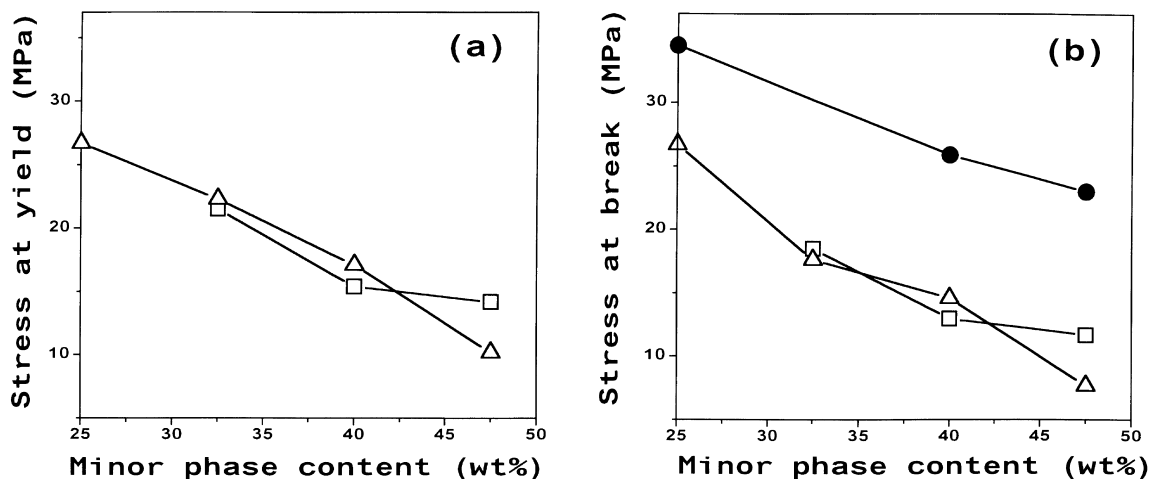 (a)
Stress at yield (MPa)
30
20
10
25 30 35 40 45 50
Minor phase content (wt%)
(b)
Stress at break (MPa)
30
20
10
25 30 35 40 45 50
Minor phase content (wt%)